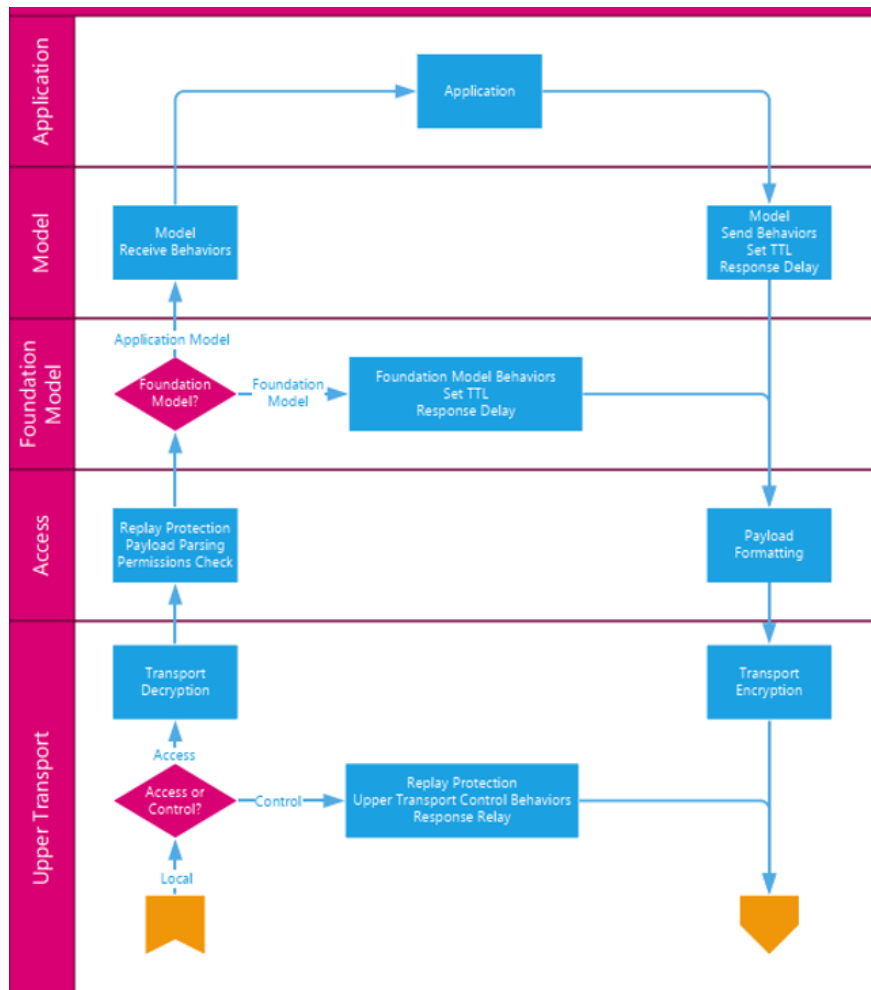 Application
Application
Model
Model
Receive Behaviors
Model
Send Behaviors
Set TTL
Response Delay
Foundation
Model
Application Model
Foundation
Model?
Foundation
Model
Foundation Model Behaviors
Set TTL
Response Delay
Access
Replay Protection
Payload Parsing
Permissions Check
Payload
Formatting
Upper Transport
Transport
Decryption
Transport
Encryption
Access
Access or
Control?
Control
Replay Protection
Upper Transport Control Behaviors
Response Relay
Local